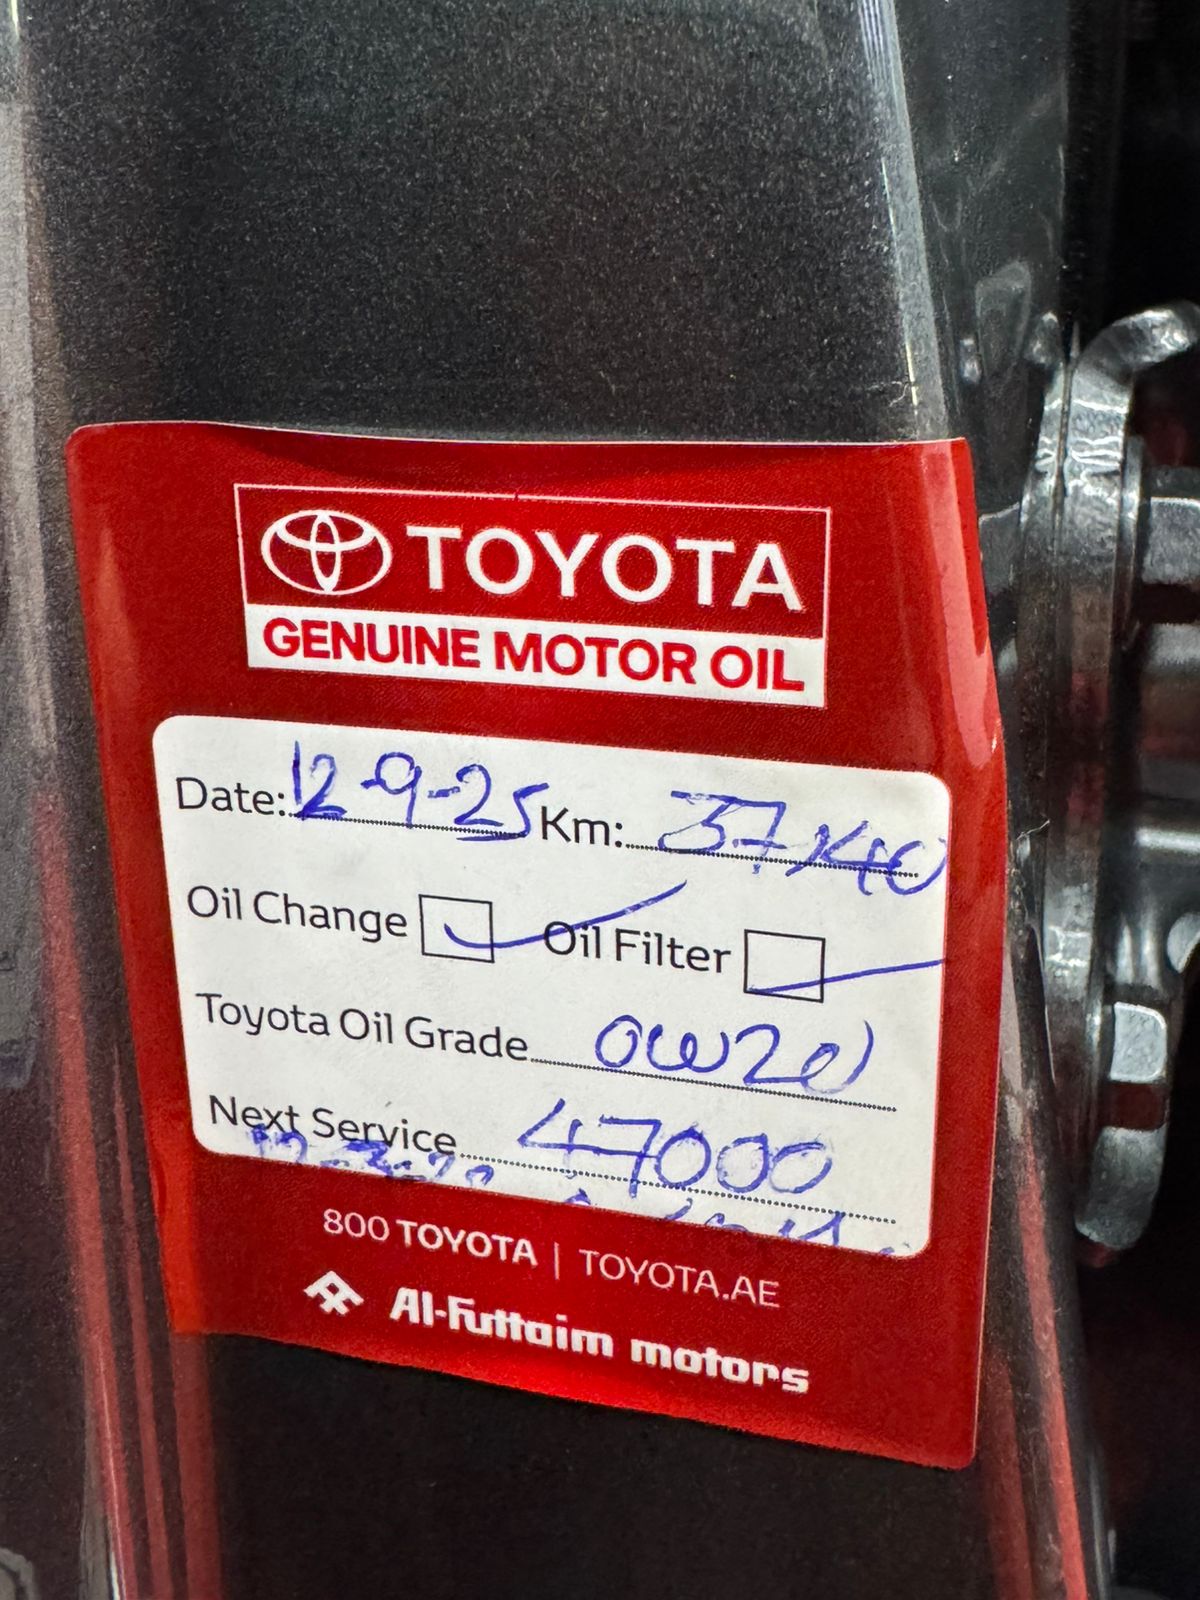 TOYOTA
GENUINE MOTOR OIL
Date: 12-9-25 Km:
Oil Change Oil Filter
Toyota Oil Grade 0W20
Next Service 47000
800 TOYOTA | TOYOTA.AE
Al-Futtaim motors